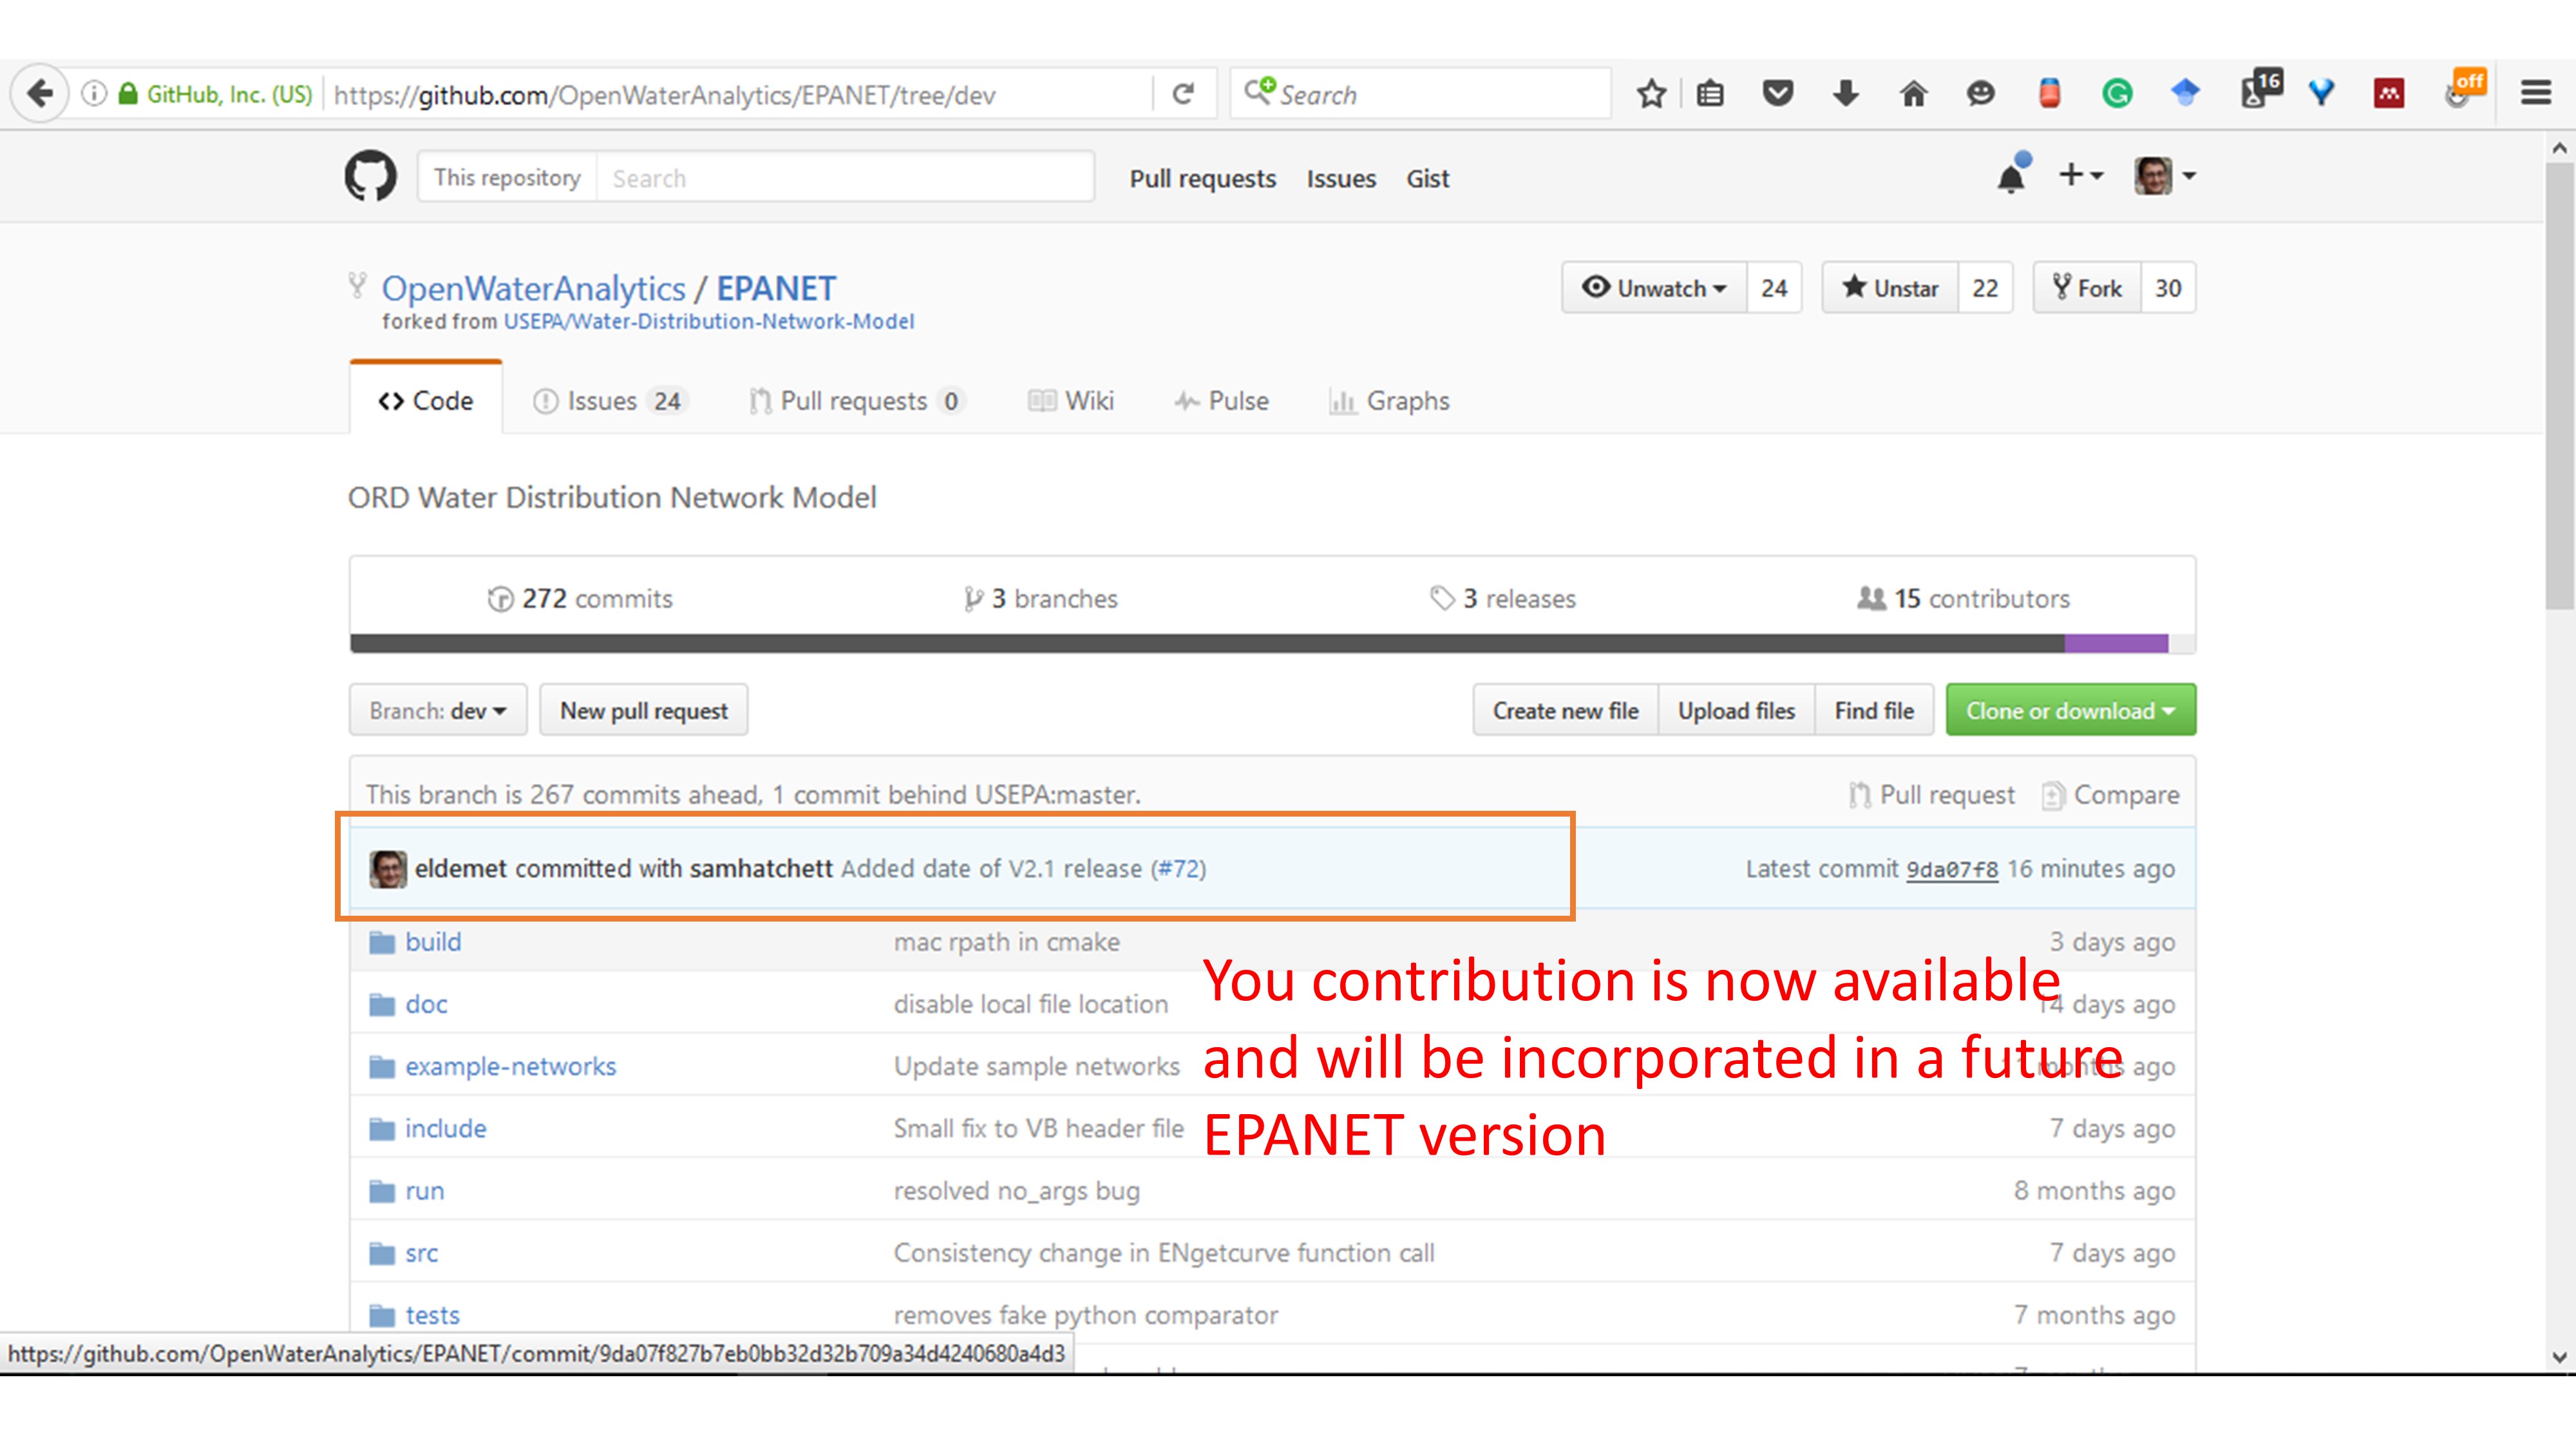 GitHub, Inc. (US) https://github.com/OpenWaterAnalytics/EPANET/tree/dev Search 16 off
This repository Search Pull requests Issues Gist
OpenWaterAnalytics / EPANET Unwatch 24 Unstar 22 Fork 30
forked from USEPA/Water-Distribution-Network-Model
Code Issues 24 Pull requests 0 Wiki Pulse Graphs
ORD Water Distribution Network Model
272 commits 3 branches 3 releases 15 contributors
Branch: dev New pull request Create new file Upload files Find file Clone or download
This branch is 267 commits ahead, 1 commit behind USEPA:master. Pull request Compare
eldemet committed with samhatchett Added date of V2.1 release (#72) Latest commit 9da07f8 16 minutes ago
build mac rpath in cmake 3 days ago
doc disable local file location 14 days ago
example-networks Update sample networks months ago
include Small fix to VB header file 7 days ago
run resolved no_args bug 8 months ago
src Consistency change in ENgetcurve function call 7 days ago
tests removes fake python comparator 7 months ago
You contribution is now available
and will be incorporated in a future
EPANET version
https://github.com/OpenWaterAnalytics/EPANET/commit/9da07f827b7eb0bb32d32b709a34d4240680a4d3